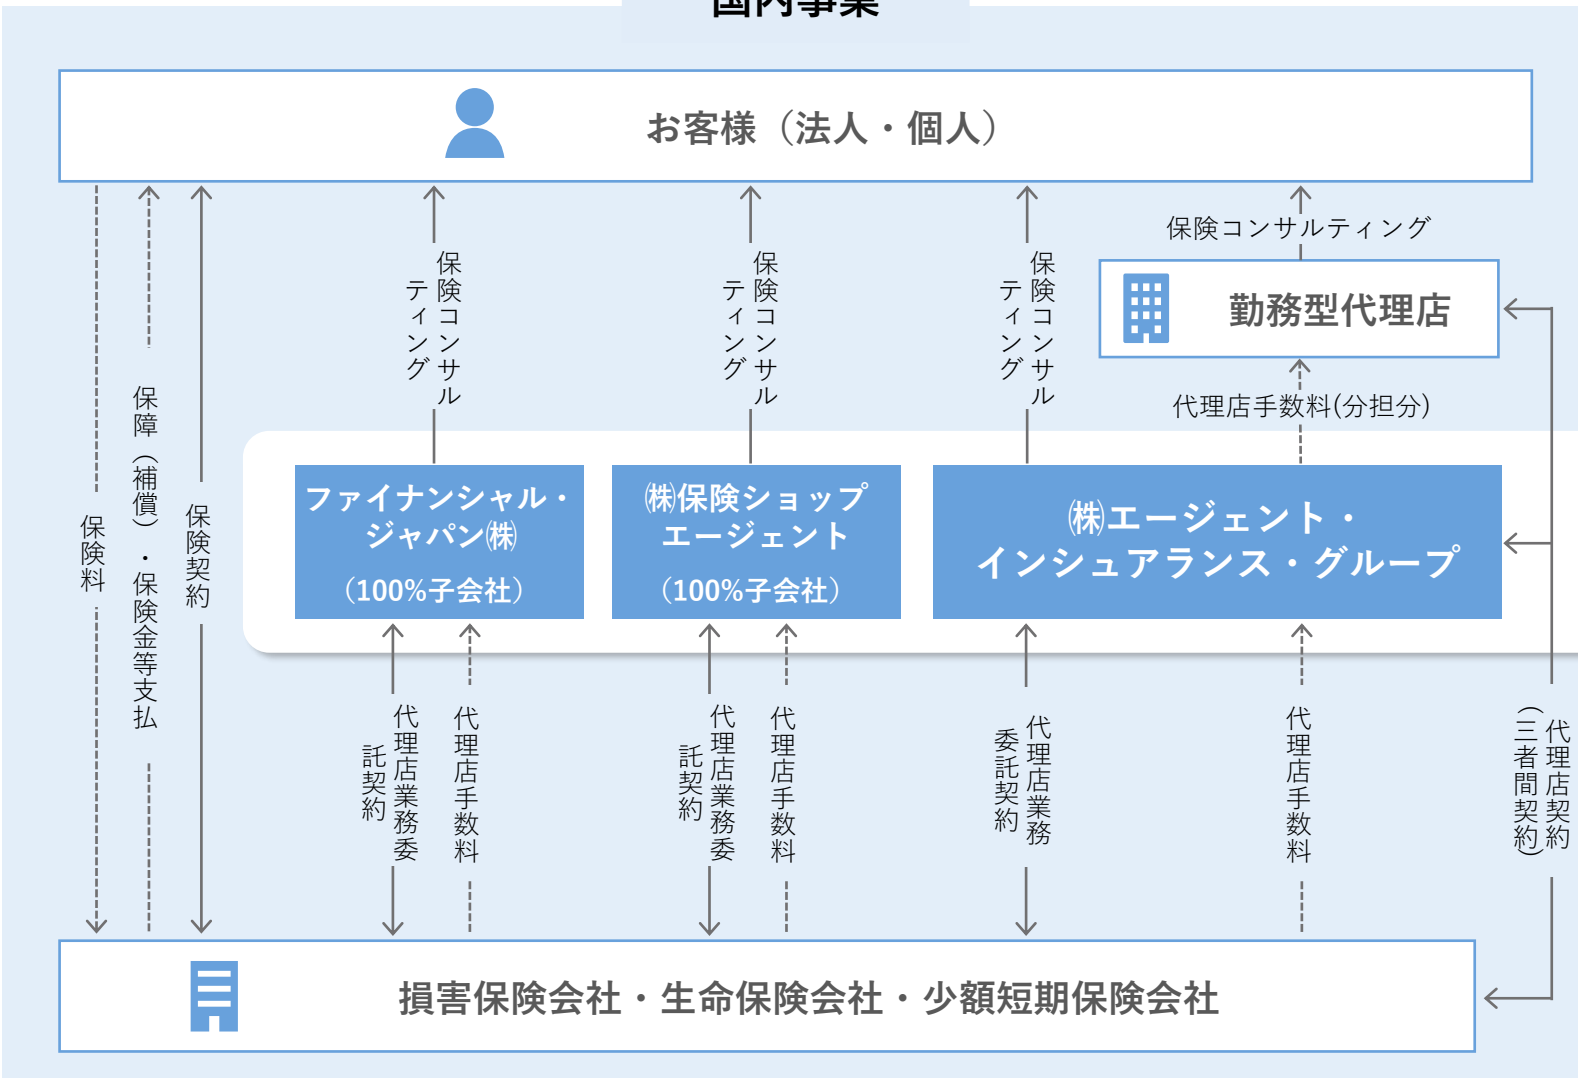 国内事業
お客様（法人・個人）
保険コンサルティング
勤務型代理店
代理店手数料(分担分)
保険コンサル
ティング
保険コンサル
ティング
保険コンサル
ティング
保険料
保障（補償）・保険金等支払
保険契約
ファイナンシャル・
ジャパン㈱
（100%子会社）
㈱保険ショップ
エージェント
（100%子会社）
㈱エージェント・
インシュアランス・グループ
代理店業務委
託契約
代理店手数料
代理店業務委
託契約
代理店手数料
代理店業務
委託契約
代理店手数料
代理店契約
（三者間契約）
損害保険会社・生命保険会社・少額短期保険会社